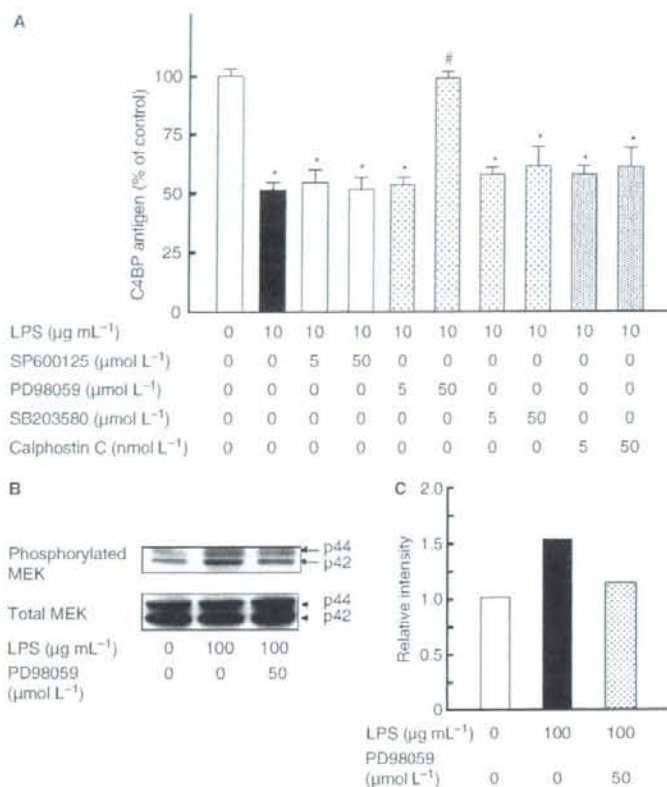 A
C4BP antigen (% of control)
100
75
50
25
0
* * * * # * * * *
LPS (µg mL⁻¹) 0 10 10 10 10 10 10 10 10 10
SP600125 (µmol L⁻¹) 0 0 5 50 0 0 0 0 0 0
PD98059 (µmol L⁻¹) 0 0 0 0 5 50 0 0 0 0
SB203580 (µmol L⁻¹) 0 0 0 0 0 0 5 50 0 0
Calphostin C (nmol L⁻¹) 0 0 0 0 0 0 0 0 5 50
B
Phosphorylated
MEK
p44
p42
Total MEK
p44
p42
LPS (µg mL⁻¹) 0 100 100
PD98059
(µmol L⁻¹) 0 0 50
C
Relative intensity
2.0
1.5
1.0
0.5
0
LPS (µg mL⁻¹) 0 100 100
PD98059
(µmol L⁻¹) 0 0 50